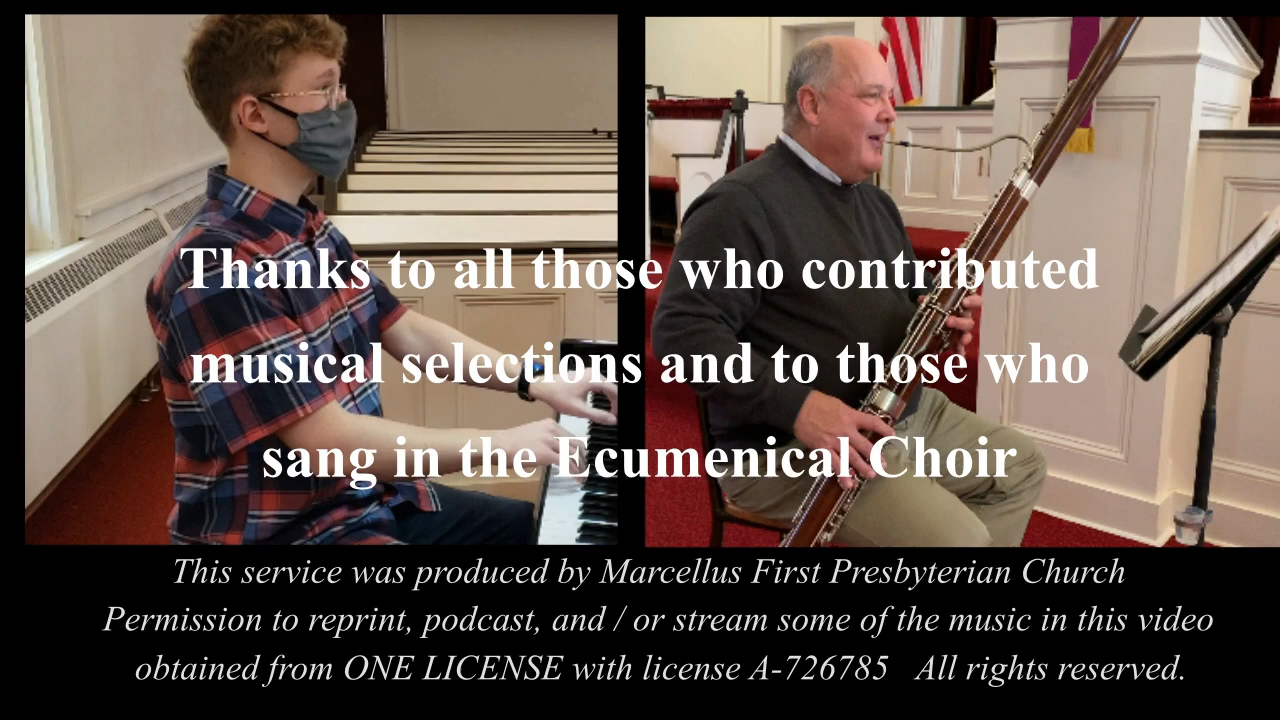 Thanks to all those who contributed
musical selections and to those who
sang in the Ecumenical Choir
This service was produced by Marcellus First Presbyterian Church
Permission to reprint, podcast, and / or stream some of the music in this video
obtained from ONE LICENSE with license A-726785 All rights reserved.